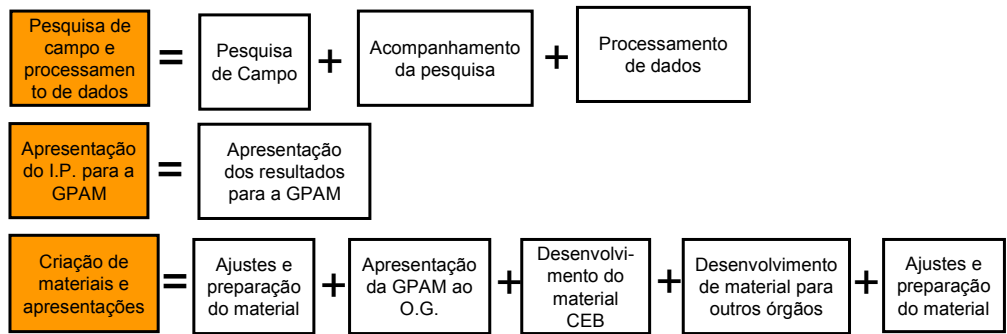 Pesquisa de
campo e
processamen
to de dados
=
Pesquisa
de Campo
+
Acompanhamento
da pesquisa
+
Processamento
de dados
Apresentação
do I.P. para a
GPAM
=
Apresentação
dos resultados
para a GPAM
Criação de
materiais e
apresentações
=
Ajustes e
preparação
do material
+
Apresentação
da GPAM ao
O.G.
+
Desenvolvi-
mento do
material
CEB
+
Desenvolvimento
de material para
outros órgãos
+
Ajustes e
preparação
do material